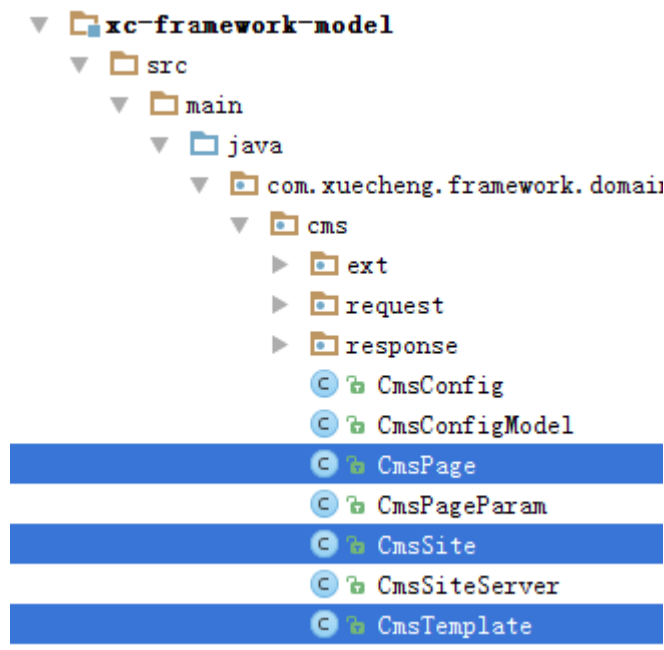 xc-framework-model
src
main
java
com.xuecheng.framework.domain
cms
ext
request
response
CmsConfig
CmsConfigModel
CmsPage
CmsPageParam
CmsSite
CmsSiteServer
CmsTemplate